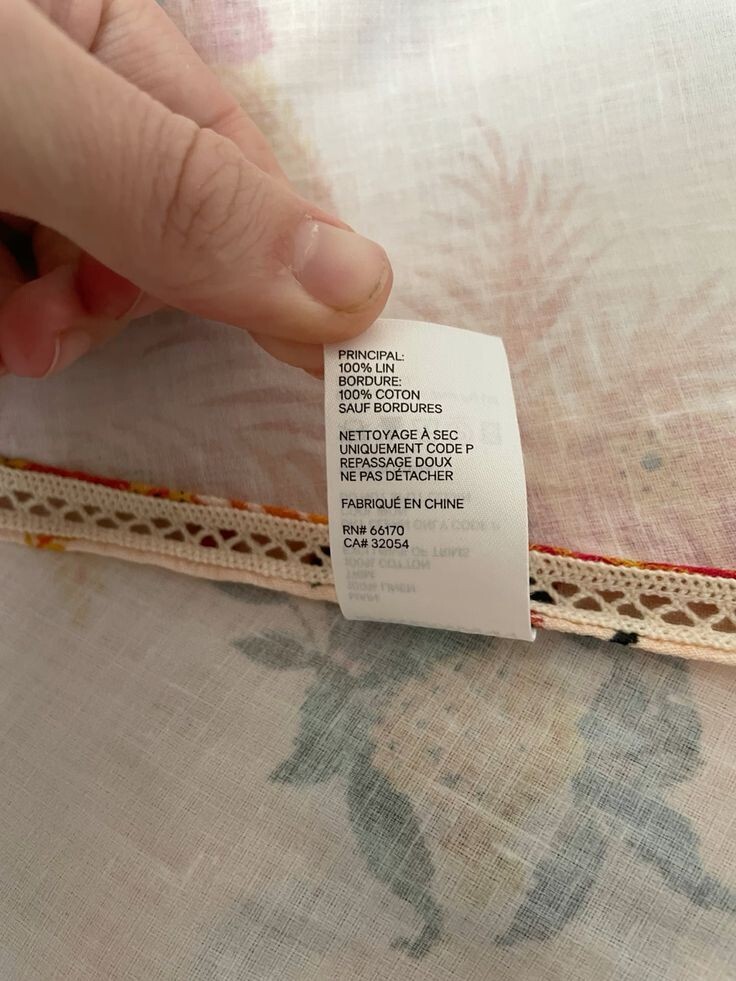 PRINCIPAL:
100% LIN
BORDURE:
100% COTON
SAUF BORDURES
NETTOYAGE À SEC
UNIQUEMENT CODE P
REPASSAGE DOUX
NE PAS DÉTACHER
FABRIQUÉ EN CHINE
RN# 66170
CA# 32054